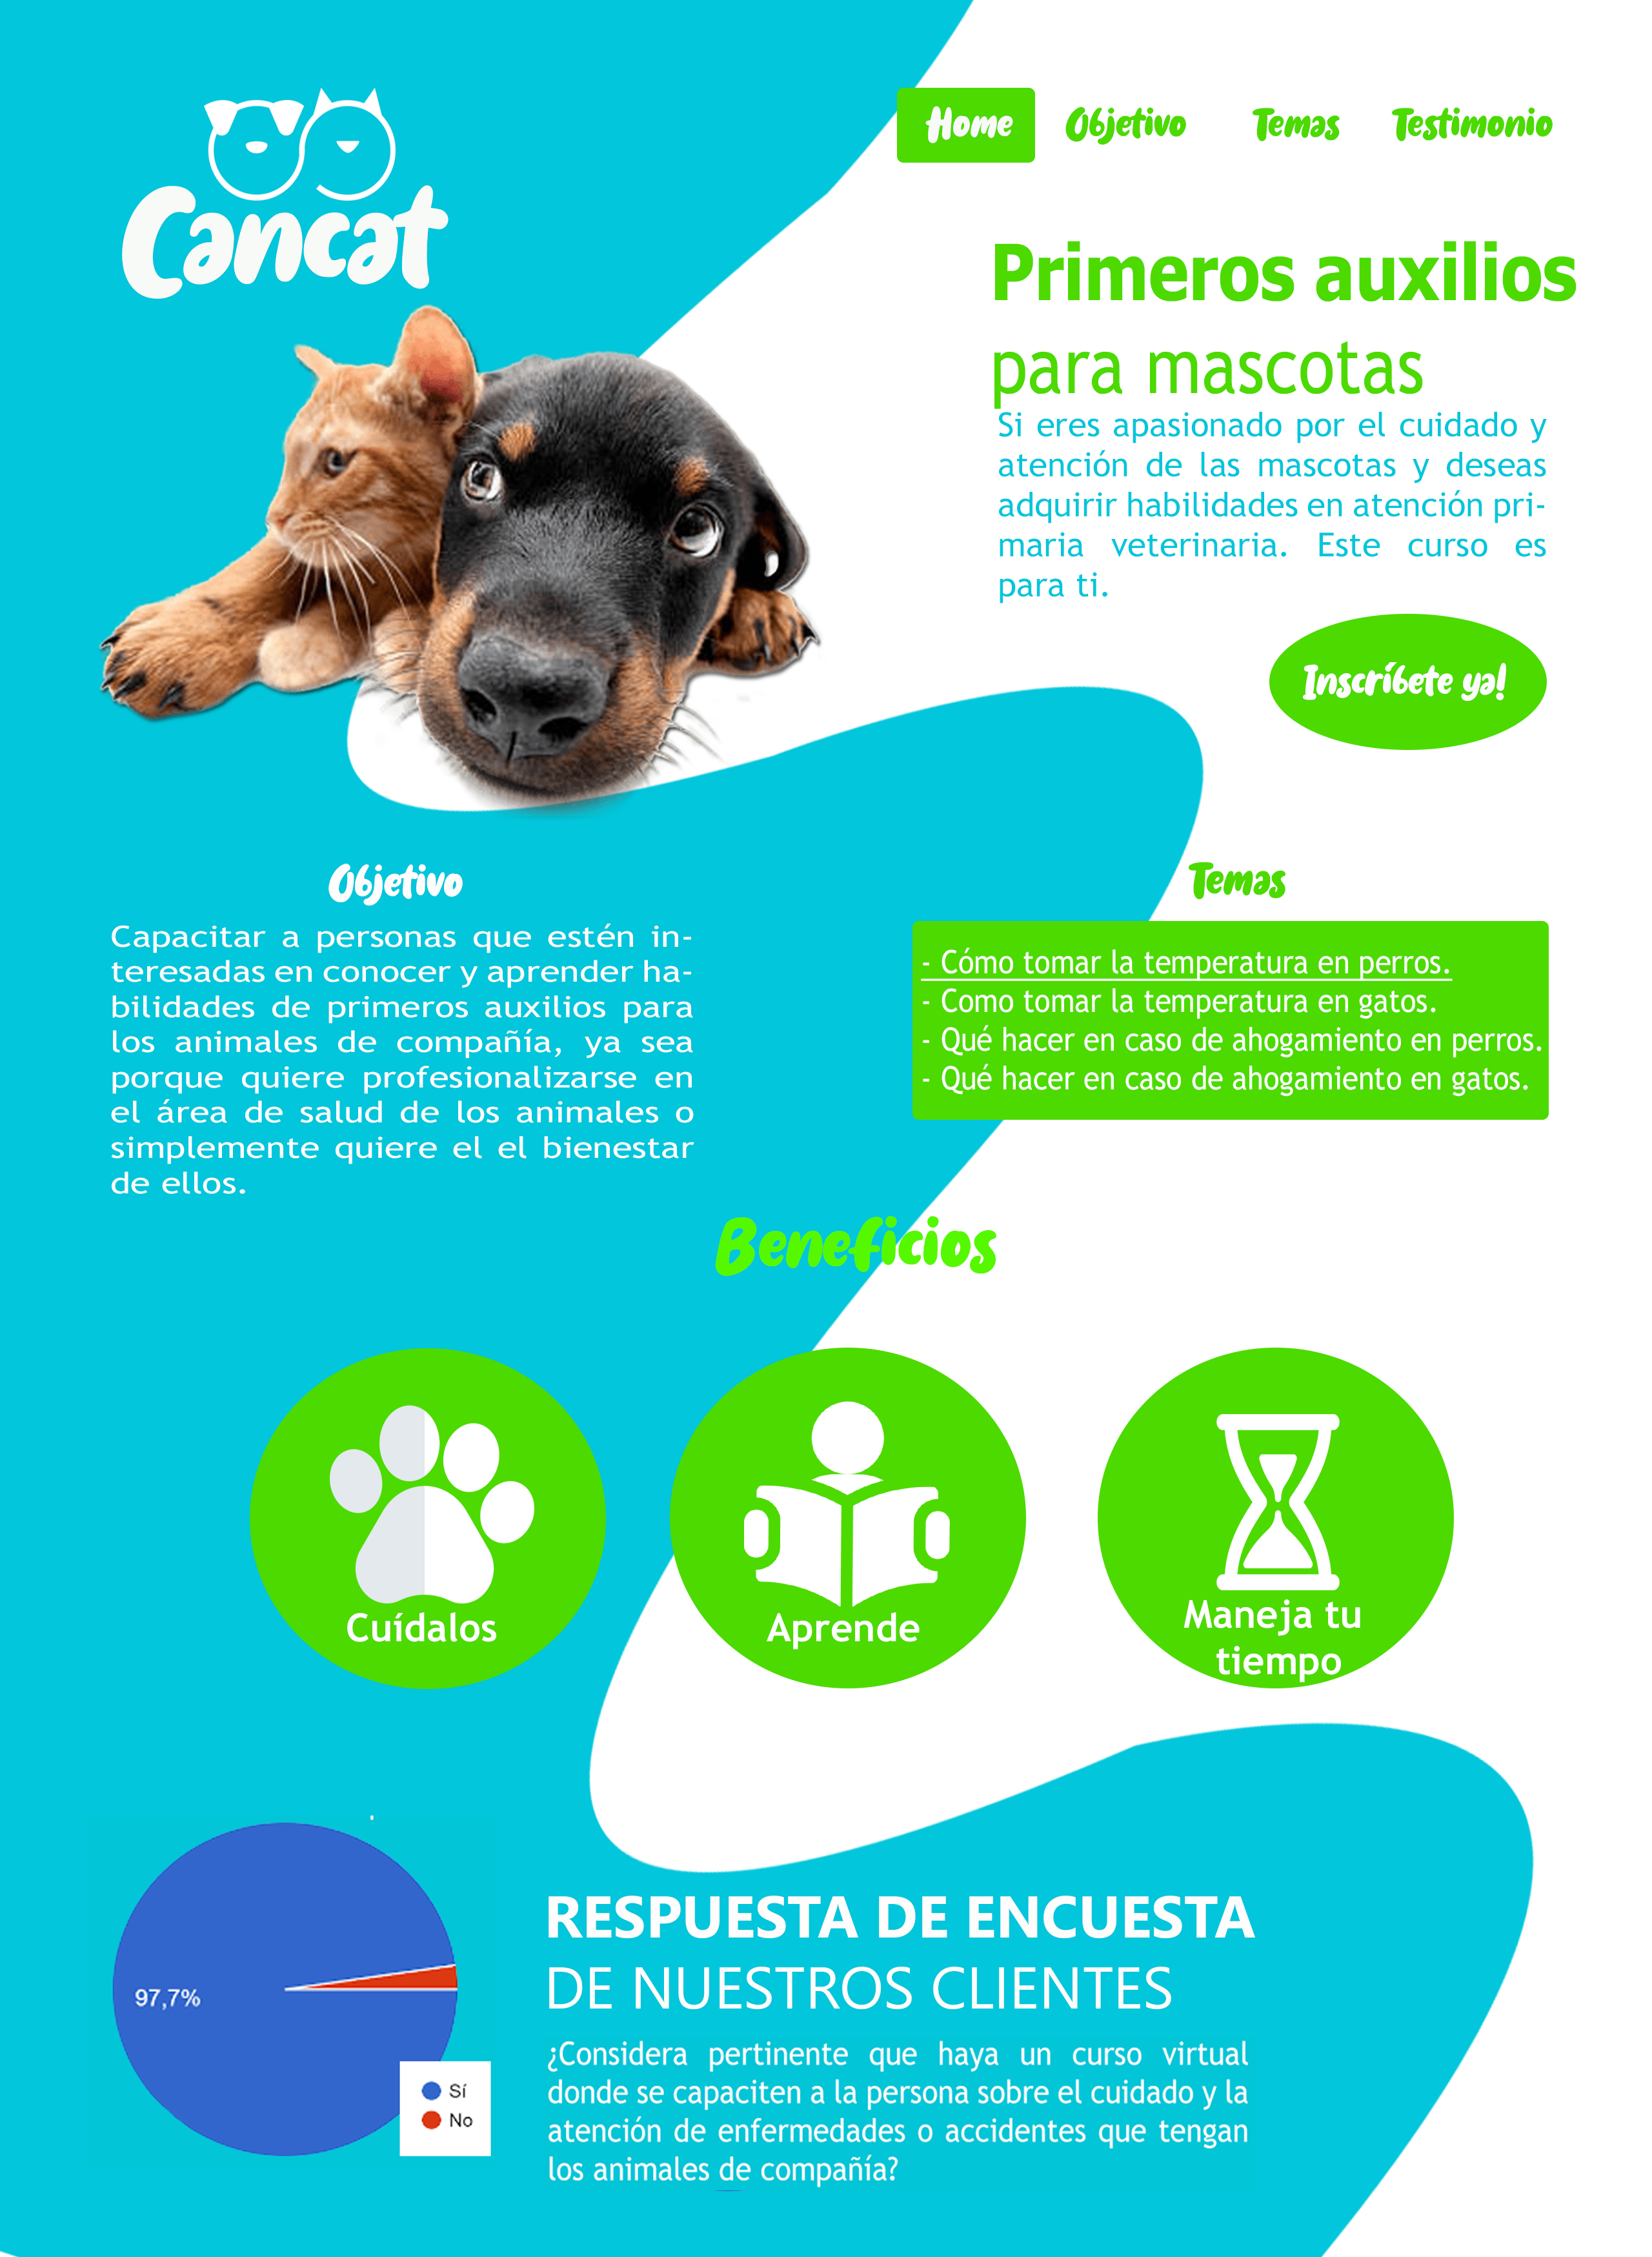 Cancat
Home
Objetivo
Temas
Testimonio
Primeros auxilios
para mascotas
Si eres apasionado por el cuidado y
atención de las mascotas y deseas
adquirir habilidades en atención pri-
maria veterinaria. Este curso es
para ti.
Inscríbete ya!
Objetivo
Capacitar a personas que estén in-
teresadas en conocer y aprender ha-
bilidades de primeros auxilios para
los animales de compañía, ya sea
porque quiere profesionalizarse en
el área de salud de los animales o
simplemente quiere el el bienestar
de ellos.
Temas
- Cómo tomar la temperatura en perros.
- Como tomar la temperatura en gatos.
- Qué hacer en caso de ahogamiento en perros.
- Qué hacer en caso de ahogamiento en gatos.
Beneficios
Cuídalos
Aprende
Maneja tu
tiempo
97,7%
Sí
No
RESPUESTA DE ENCUESTA
DE NUESTROS CLIENTES
¿Considera pertinente que haya un curso virtual
donde se capaciten a la persona sobre el cuidado y la
atención de enfermedades o accidentes que tengan
los animales de compañía?